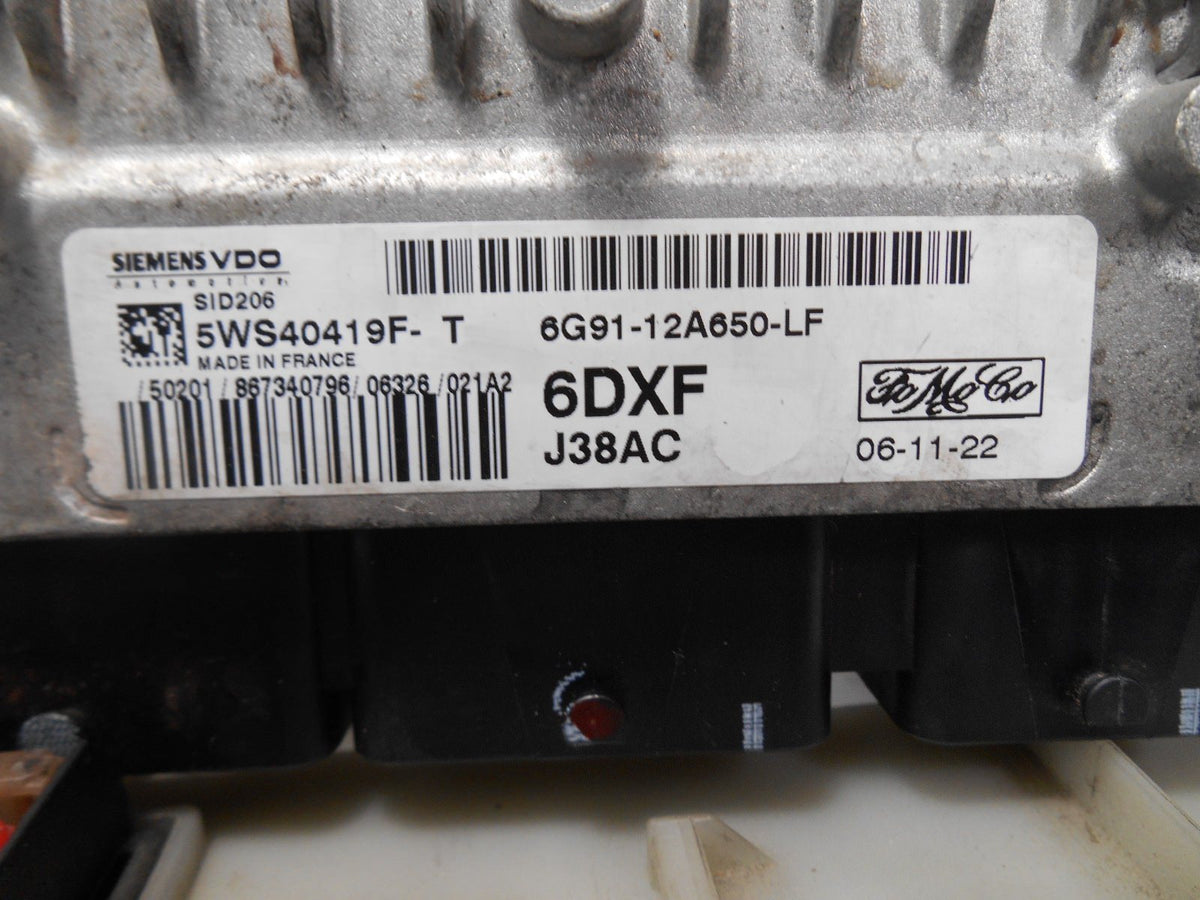 SIEMENS VDO
Automotive
SID206
5WS40419F- T
MADE IN FRANCE
/50201/867340796/06326/021A2
6G91-12A650-LF
6DXF
J38AC
FoMoCo
06-11-22